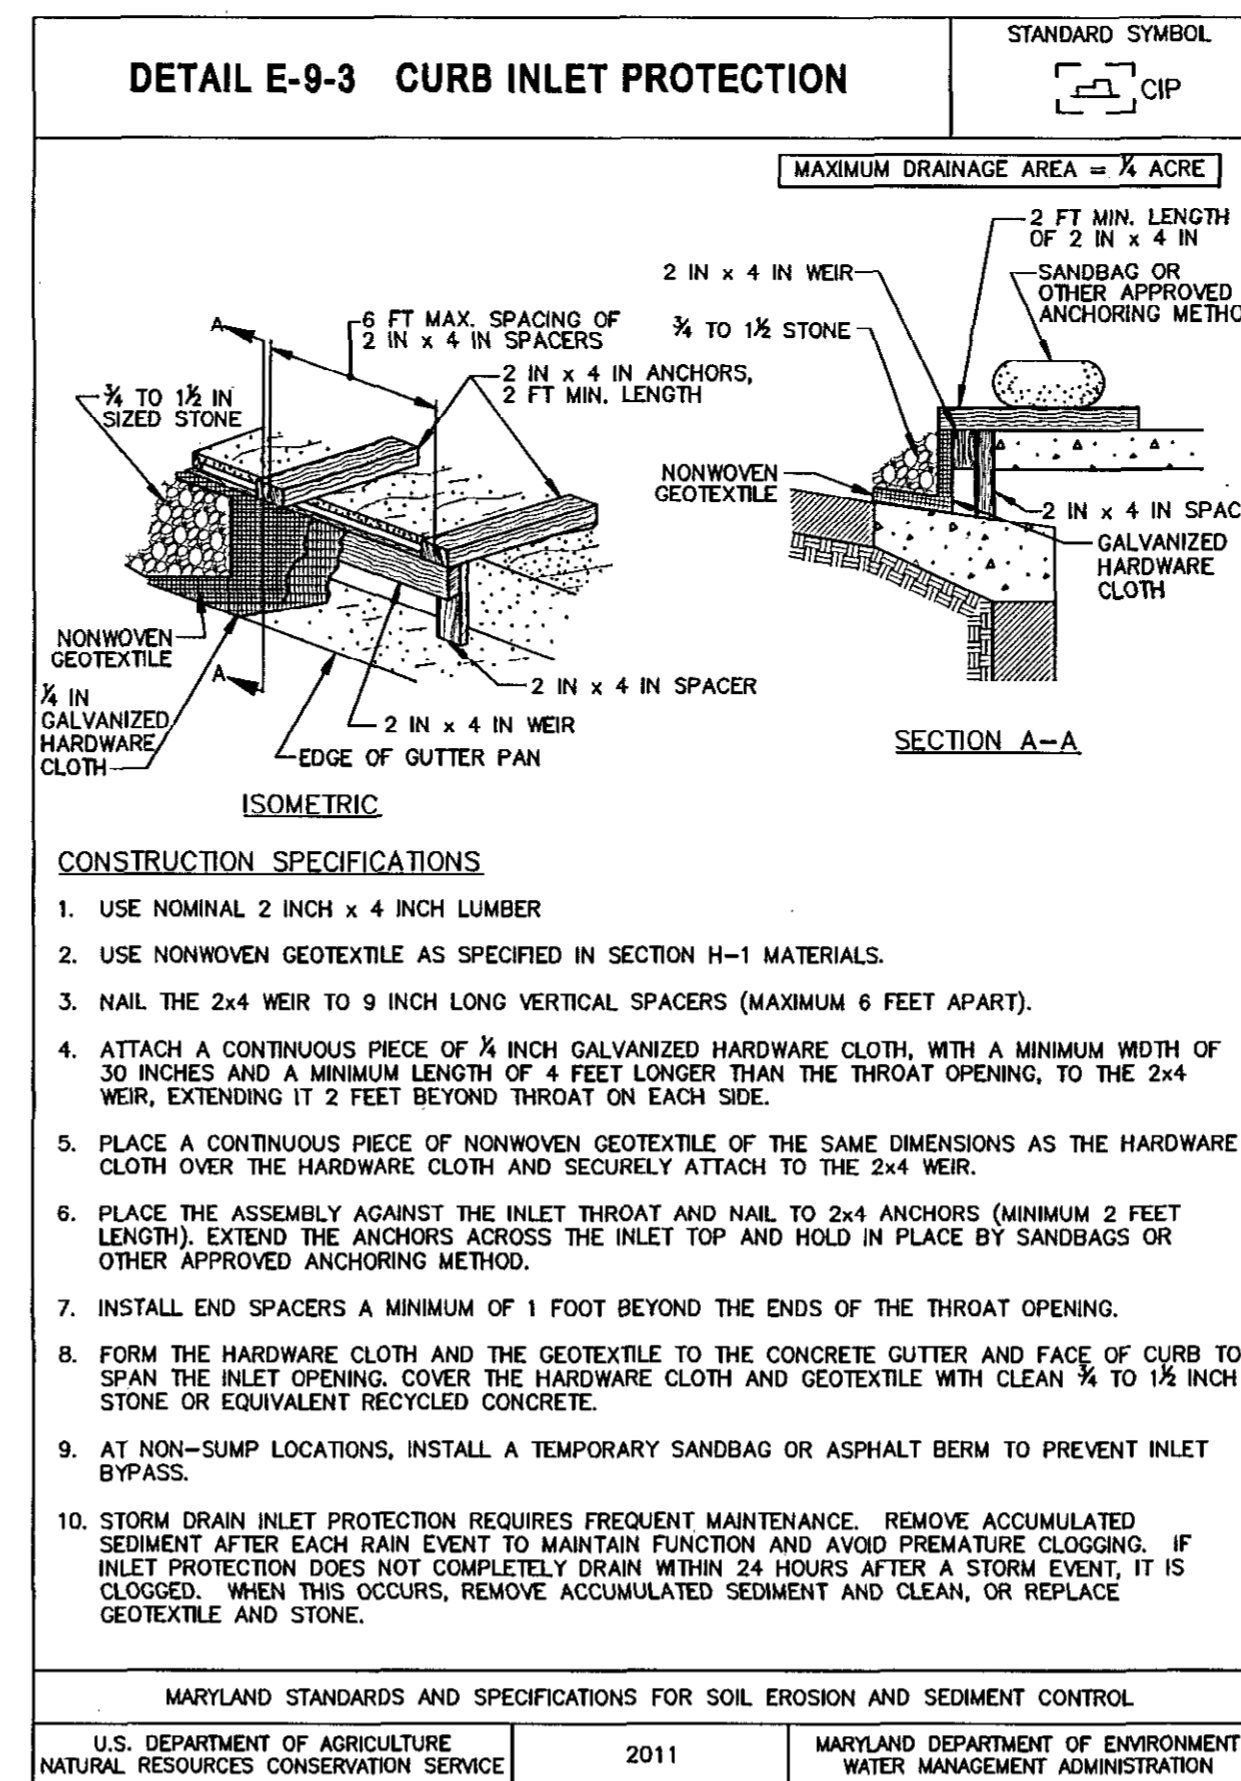 DETAIL E-9-3 CURB INLET PROTECTION
STANDARD SYMBOL
CIP
MAXIMUM DRAINAGE AREA = ¼ ACRE
2 FT MIN. LENGTH
OF 2 IN x 4 IN
2 IN x 4 IN WEIR
SANDBAG OR
OTHER APPROVED
ANCHORING METHO
¾ TO 1½ STONE
NONWOVEN
GEOTEXTILE
2 IN x 4 IN SPAC
GALVANIZED
HARDWARE
CLOTH
SECTION A-A
A
6 FT MAX. SPACING OF
2 IN x 4 IN SPACERS
2 IN x 4 IN ANCHORS,
2 FT MIN. LENGTH
¾ TO 1½ IN
SIZED STONE
NONWOVEN
GEOTEXTILE
A
¼ IN
GALVANIZED
HARDWARE
CLOTH
2 IN x 4 IN SPACER
2 IN x 4 IN WEIR
EDGE OF GUTTER PAN
ISOMETRIC
CONSTRUCTION SPECIFICATIONS
1. USE NOMINAL 2 INCH x 4 INCH LUMBER
2. USE NONWOVEN GEOTEXTILE AS SPECIFIED IN SECTION H-1 MATERIALS.
3. NAIL THE 2x4 WEIR TO 9 INCH LONG VERTICAL SPACERS (MAXIMUM 6 FEET APART).
4. ATTACH A CONTINUOUS PIECE OF ¼ INCH GALVANIZED HARDWARE CLOTH, WITH A MINIMUM WIDTH OF
30 INCHES AND A MINIMUM LENGTH OF 4 FEET LONGER THAN THE THROAT OPENING, TO THE 2x4
WEIR, EXTENDING IT 2 FEET BEYOND THROAT ON EACH SIDE.
5. PLACE A CONTINUOUS PIECE OF NONWOVEN GEOTEXTILE OF THE SAME DIMENSIONS AS THE HARDWARE
CLOTH OVER THE HARDWARE CLOTH AND SECURELY ATTACH TO THE 2x4 WEIR.
6. PLACE THE ASSEMBLY AGAINST THE INLET THROAT AND NAIL TO 2x4 ANCHORS (MINIMUM 2 FEET
LENGTH). EXTEND THE ANCHORS ACROSS THE INLET TOP AND HOLD IN PLACE BY SANDBAGS OR
OTHER APPROVED ANCHORING METHOD.
7. INSTALL END SPACERS A MINIMUM OF 1 FOOT BEYOND THE ENDS OF THE THROAT OPENING.
8. FORM THE HARDWARE CLOTH AND THE GEOTEXTILE TO THE CONCRETE GUTTER AND FACE OF CURB TO
SPAN THE INLET OPENING. COVER THE HARDWARE CLOTH AND GEOTEXTILE WITH CLEAN ¾ TO 1½ INCH
STONE OR EQUIVALENT RECYCLED CONCRETE.
9. AT NON-SUMP LOCATIONS, INSTALL A TEMPORARY SANDBAG OR ASPHALT BERM TO PREVENT INLET
BYPASS.
10. STORM DRAIN INLET PROTECTION REQUIRES FREQUENT MAINTENANCE. REMOVE ACCUMULATED
SEDIMENT AFTER EACH RAIN EVENT TO MAINTAIN FUNCTION AND AVOID PREMATURE CLOGGING. IF
INLET PROTECTION DOES NOT COMPLETELY DRAIN WITHIN 24 HOURS AFTER A STORM EVENT, IT IS
CLOGGED. WHEN THIS OCCURS, REMOVE ACCUMULATED SEDIMENT AND CLEAN, OR REPLACE
GEOTEXTILE AND STONE.
MARYLAND STANDARDS AND SPECIFICATIONS FOR SOIL EROSION AND SEDIMENT CONTROL
U.S. DEPARTMENT OF AGRICULTURE
NATURAL RESOURCES CONSERVATION SERVICE
2011
MARYLAND DEPARTMENT OF ENVIRONMENT
WATER MANAGEMENT ADMINISTRATION